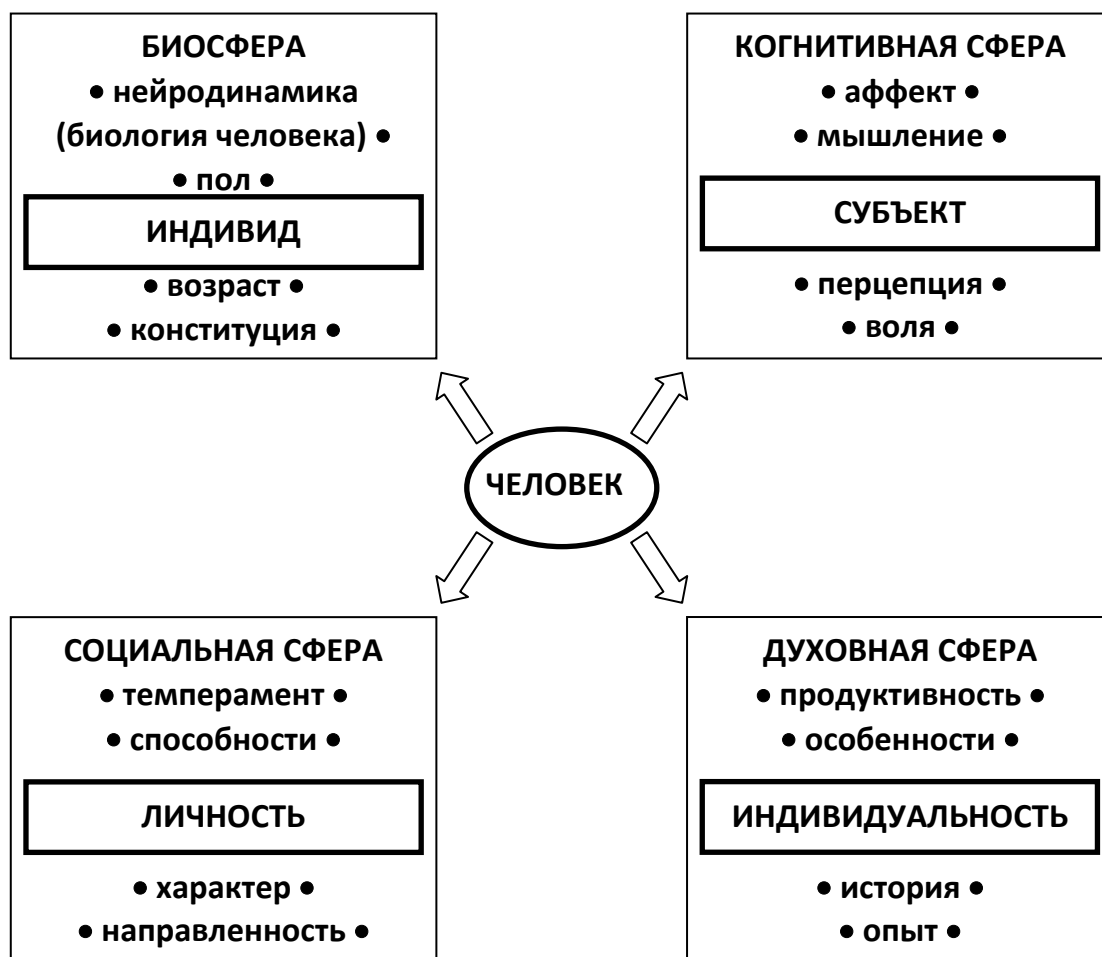 БИОСФЕРА
• нейродинамика
(биология человека) •
• пол •
ИНДИВИД
• возраст •
• конституция •
КОГНИТИВНАЯ СФЕРА
• аффект •
• мышление •
СУБЪЕКТ
• перцепция •
• воля •
ЧЕЛОВЕК
СОЦИАЛЬНАЯ СФЕРА
• темперамент •
• способности •
ЛИЧНОСТЬ
• характер •
• направленность •
ДУХОВНАЯ СФЕРА
• продуктивность •
• особенности •
ИНДИВИДУАЛЬНОСТЬ
• история •
• опыт •